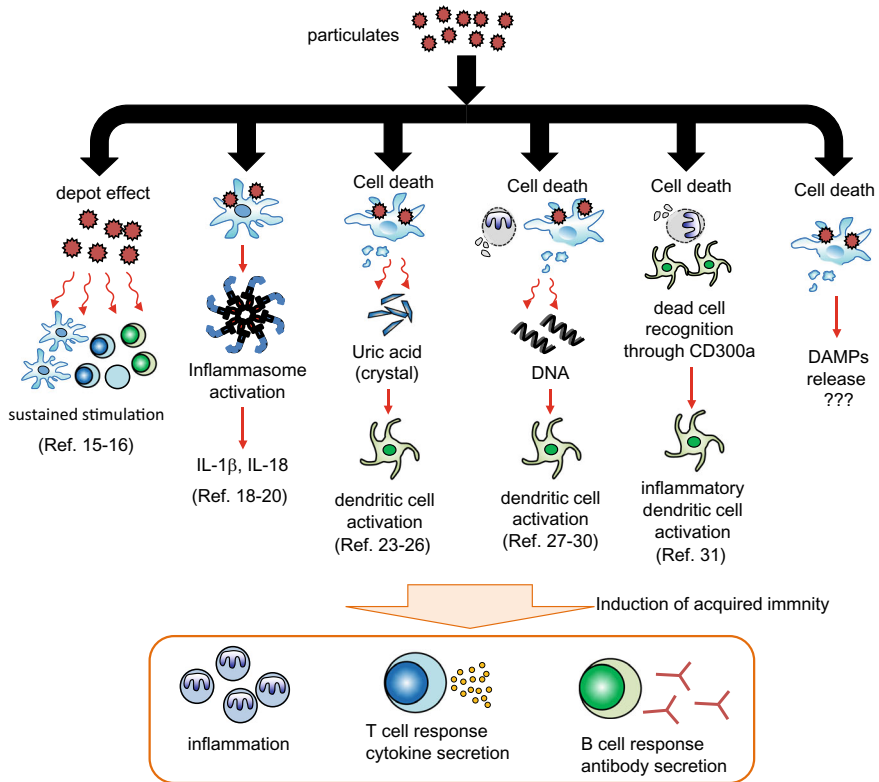 particulates
depot effect
sustained stimulation
(Ref. 15-16)
Inflammasome
activation
IL-1β, IL-18
(Ref. 18-20)
Cell death
Uric acid
(crystal)
dendritic cell
activation
(Ref. 23-26)
Cell death
DNA
dendritic cell
activation
(Ref. 27-30)
Cell death
dead cell
recognition
through CD300a
inflammatory
dendritic cell
activation
(Ref. 31)
Cell death
DAMPs
release
???
Induction of acquired immnity
inflammation
T cell response
cytokine secretion
B cell response
antibody secretion